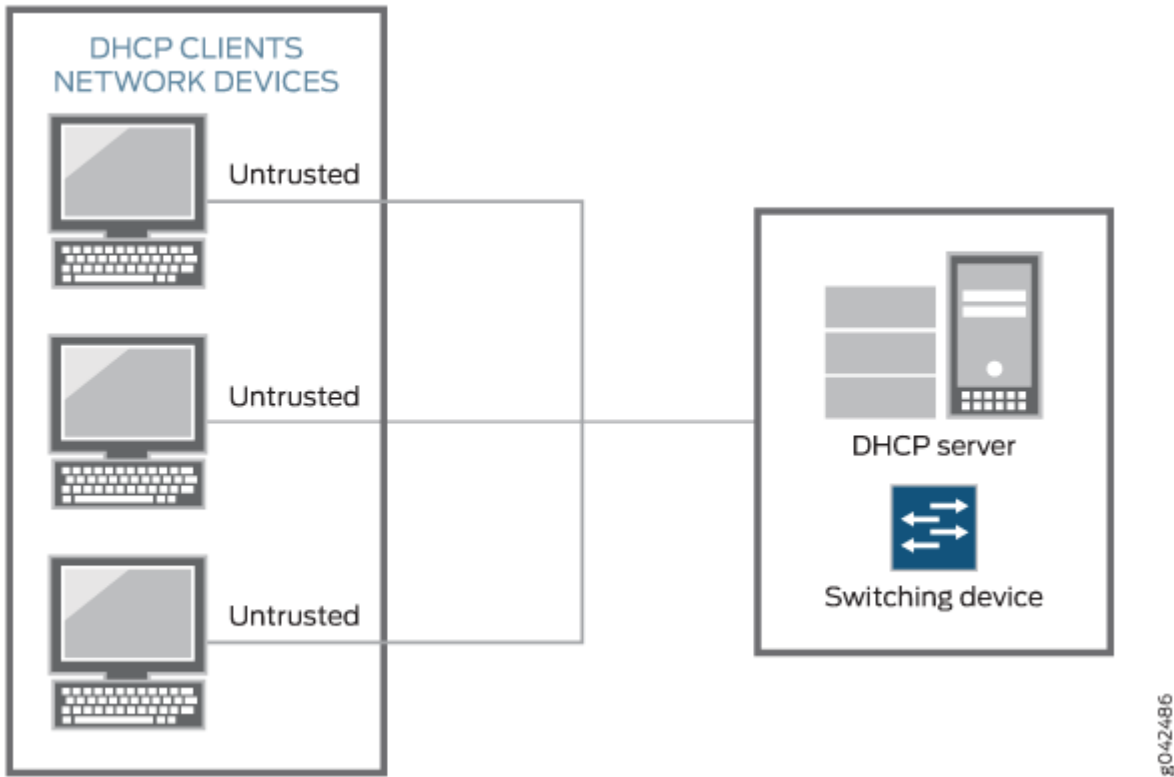 DHCP CLIENTS
NETWORK DEVICES
Untrusted
Untrusted
Untrusted
DHCP server
Switching device
g042486